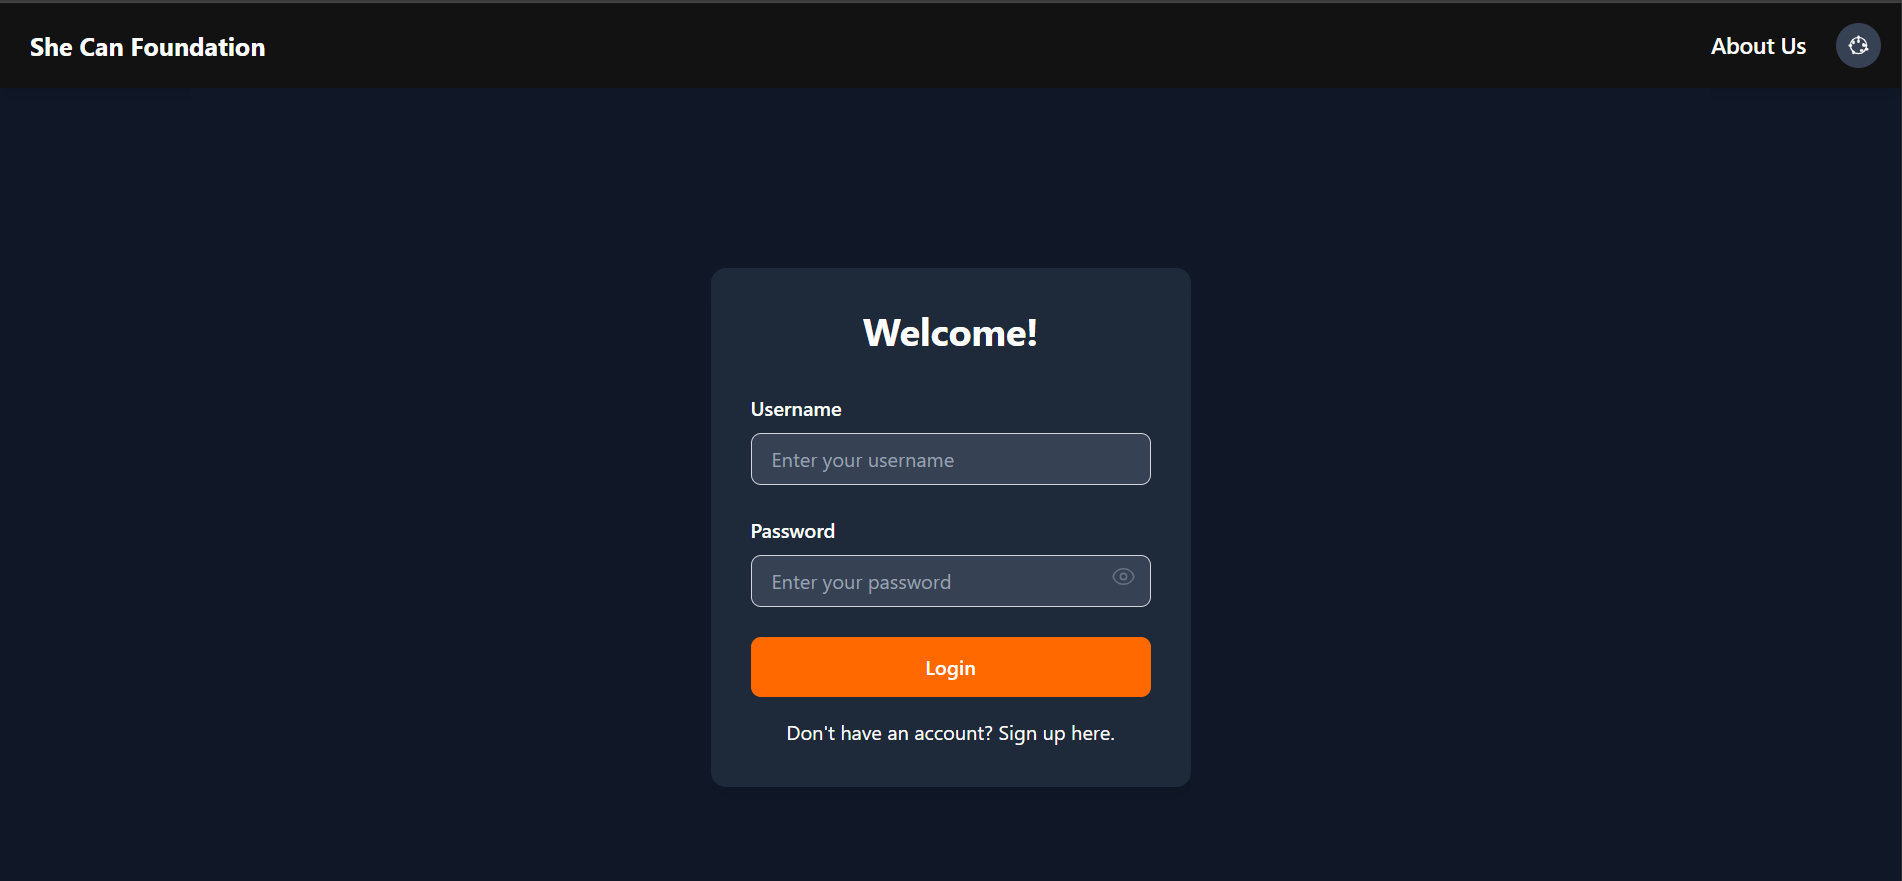 She Can Foundation
About Us
Welcome!
Username
Enter your username
Password
Enter your password
Login
Don't have an account? Sign up here.